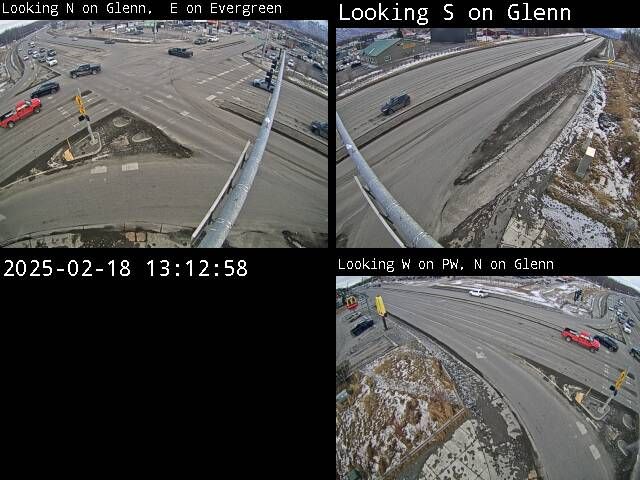 Looking N on Glenn,  E on Evergreen
Looking S on Glenn
2025-02-18 13:12:58
Looking W on PW, N on Glenn